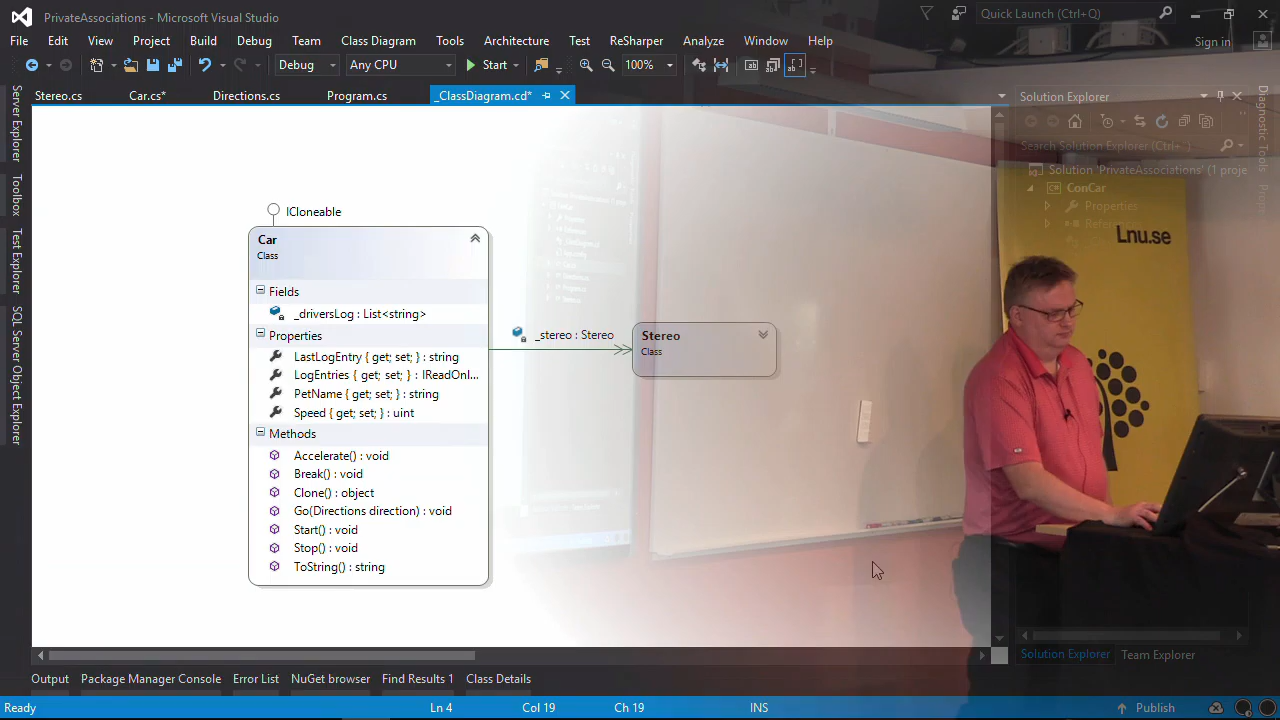 PrivateAssociations - Microsoft Visual Studio
Quick Launch (Ctrl+Q)
File Edit View Project Build Debug Team Class Diagram Tools Architecture Test ReSharper Analyze Window Help
Sign in
Debug Any CPU Start 100%
Stereo.cs Car.cs* Directions.cs Program.cs _ClassDiagram.cd*
Solution Explorer
Server Explorer
Toolbox
Test Explorer
SQL Server Object Explorer
Diagnostic Tools
Search Solution Explorer (Ctrl+
Solution 'PrivateAssociations' (1 proje
ConCar
Properties
Lnu.se
ICloneable
Car
Class
Fields
_driversLog : List<string>
Properties
LastLogEntry { get; set; } : string
LogEntries { get; set; } : IReadOnl...
PetName { get; set; } : string
Speed { get; set; } : uint
Methods
Accelerate() : void
Break() : void
Clone() : object
Go(Directions direction) : void
Start() : void
Stop() : void
ToString() : string
_stereo : Stereo
Stereo
Class
Solution Explorer Team Explorer
Output Package Manager Console Error List NuGet browser Find Results 1 Class Details
Ready Ln 4 Col 19 Ch 19 INS Publish